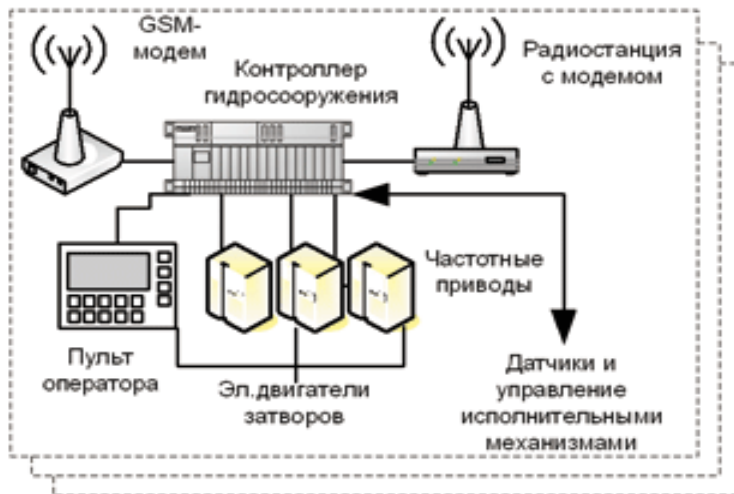 GSM-
модем
Контроллер
гидросооружения
Радиостанция
с модемом
Частотные
приводы
Пульт
оператора
Эл.двигатели
затворов
Датчики и
управление
исполнительными
механизмами